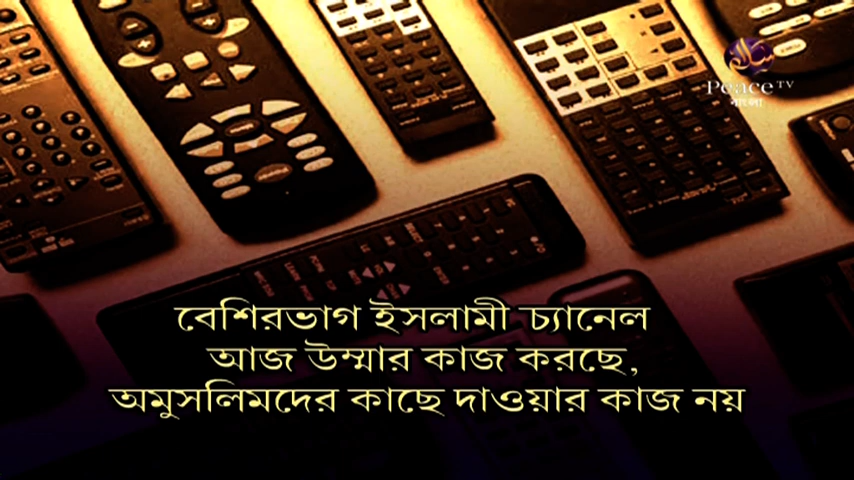 Peace TV
বাংলা
বেশিরভাগ ইসলামী চ্যানেল
আজ উম্মার কাজ করছে,
অমুসলিমদের কাছে দাওয়ার কাজ নয়